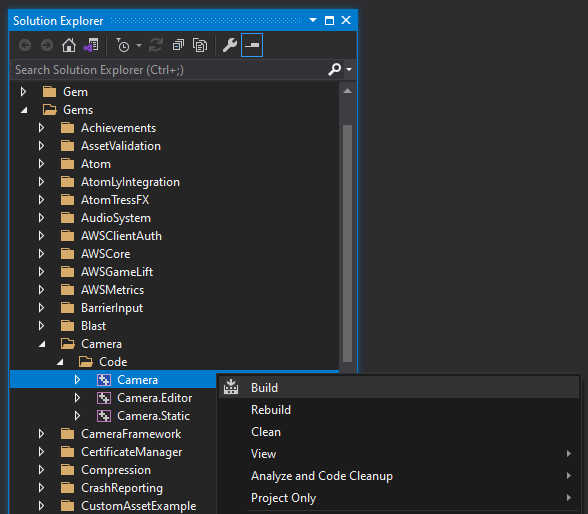 Solution Explorer
Search Solution Explorer (Ctrl+;)
Gem
Gems
Achievements
AssetValidation
Atom
AtomLyIntegration
AtomTressFX
AudioSystem
AWSClientAuth
AWSCore
AWSGameLift
AWSMetrics
BarrierInput
Blast
Camera
Code
Camera
Camera.Editor
Camera.Static
CameraFramework
CertificateManager
Compression
CrashReporting
CustomAssetExample
Build
Rebuild
Clean
View
Analyze and Code Cleanup
Project Only